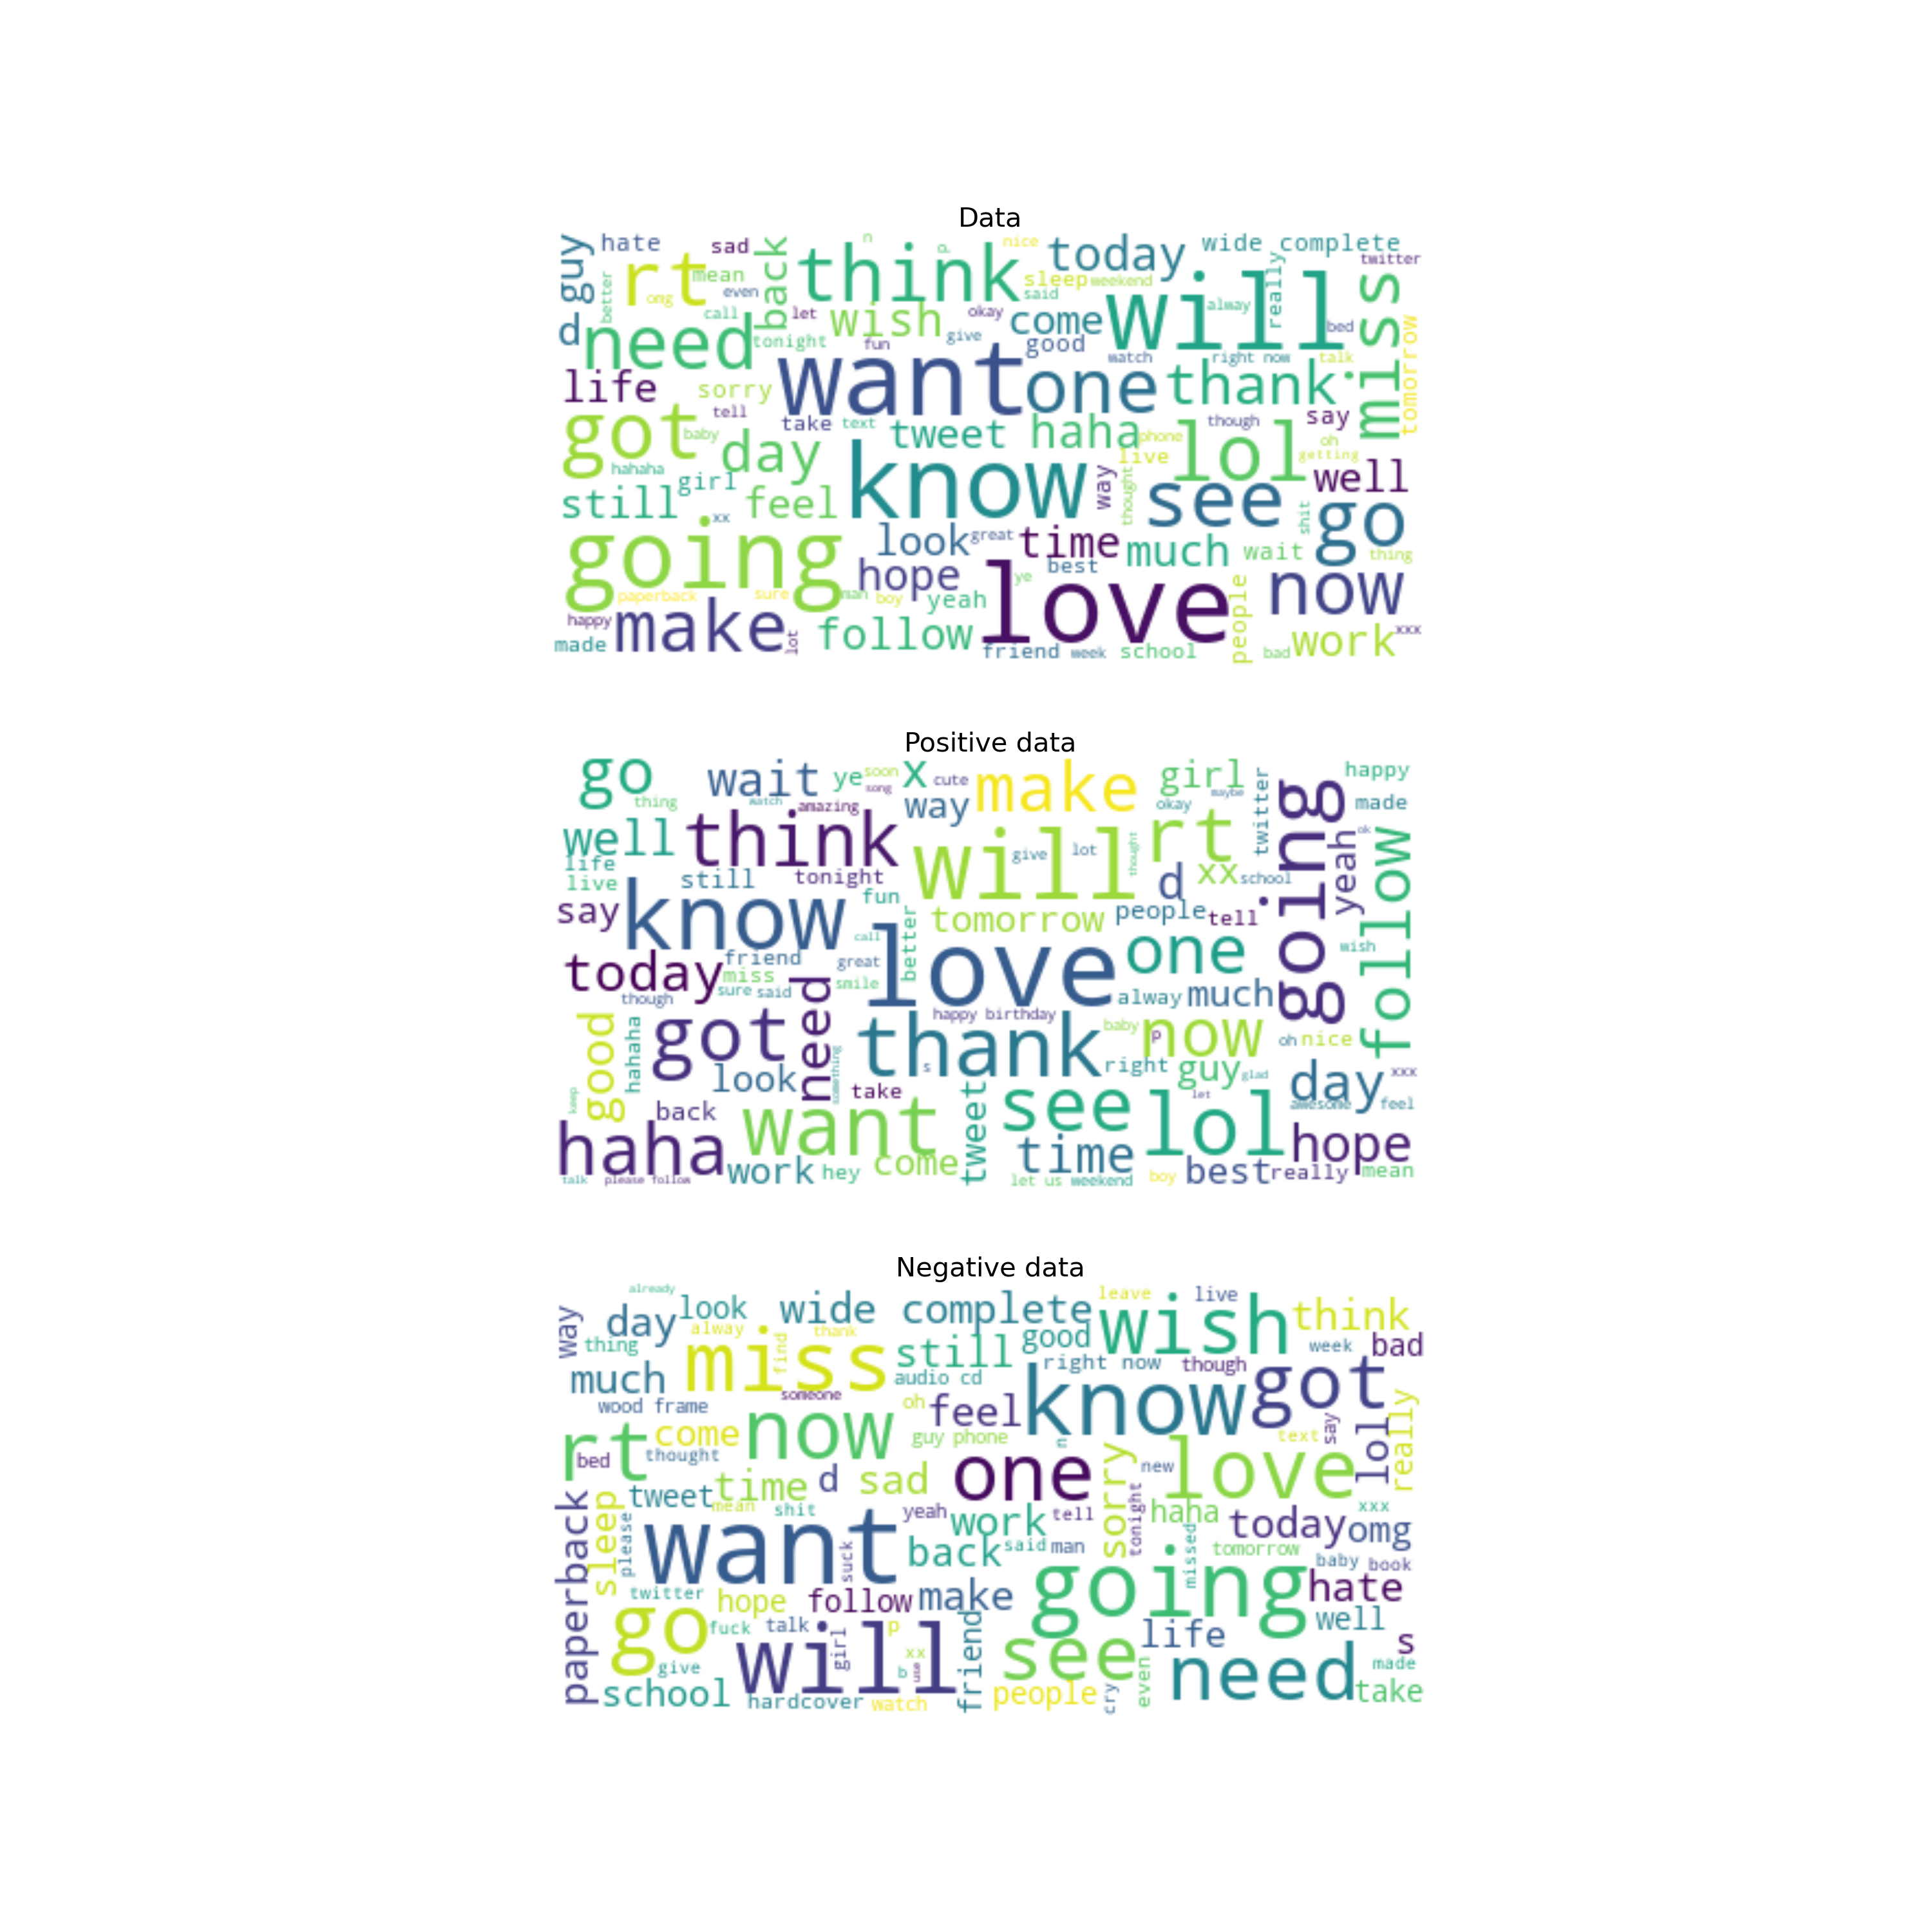 Data
guy hate sad back n p nice today wide complete
rt mean think sleep weekend really twitter
better omg even said will alway miss
d need call let wish okay come bed tomorrow
tonight fun give good watch right now talk
life sorry want one thank
got tell take text tweet haha though say
baby day phone lol oh
hahaha know live getting
still girl feel way thought see well
xx shit go
going look great time much wait thing
hope ye best
paperback sure man boy yeah love people now
happy make lot follow work xxx
made friend week school bad
Positive data
go wait ye soon x cute make girl happy
thing watch song way okay maybe twitter going made
well think amazing will rt yeah ok follow
life give lot thought
live still tonight d xx school
say know fun tomorrow people tell
call better love one wish
today friend great
miss smile
though sure said need alway much
good hahaha got happy birthday baby now
thank p oh nice
look something s right guy glad day xxx
keep back take tweet see let awesome feel
haha want lol hope
work hey come time best really mean
talk please follow let us weekend boy
Negative data
already leave live
way day look wide complete wish think
thing alway find thank good week bad
miss still right now though
much audio cd know got
wood frame someone oh feel really
rt come now guy phone n text say lol
bed thought one sorry love
time d sad new
paperback sleep tweet mean shit yeah work tell tonight haha xxx
please want suck today omg
back said man missed tomorrow baby book
twitter hope follow make going hate
go fuck talk girl p friend life well
will xx see s
give b use even need made
school hardcover watch people cry take